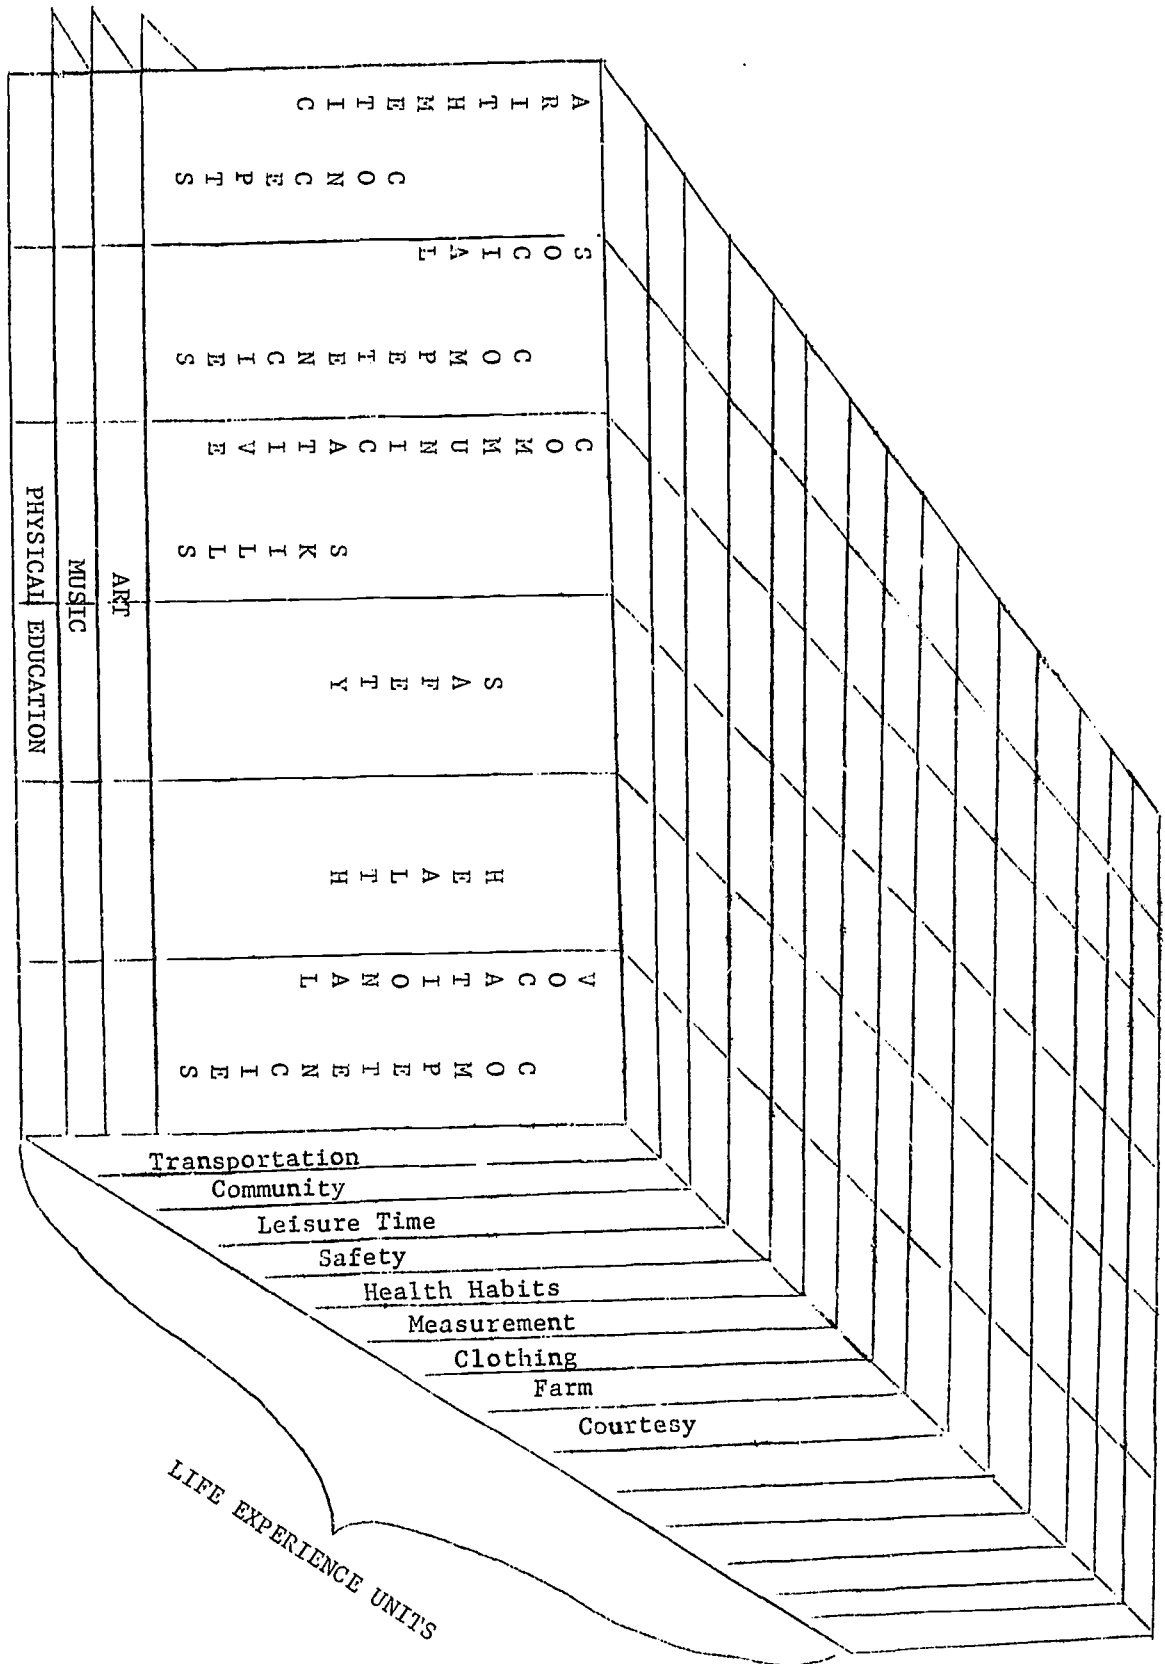 ARITHMETIC
CONCEPTS
SOCIAL
COMPETENCIES
COMMUNICATIVE
SKILLS
SAFETY
HEALTH
VOCATIONAL
COMPETENCIES
ART
MUSIC
PHYSICAL EDUCATION
Transportation
Community
Leisure Time
Safety
Health Habits
Measurement
Clothing
Farm
Courtesy
LIFE EXPERIENCE UNITS